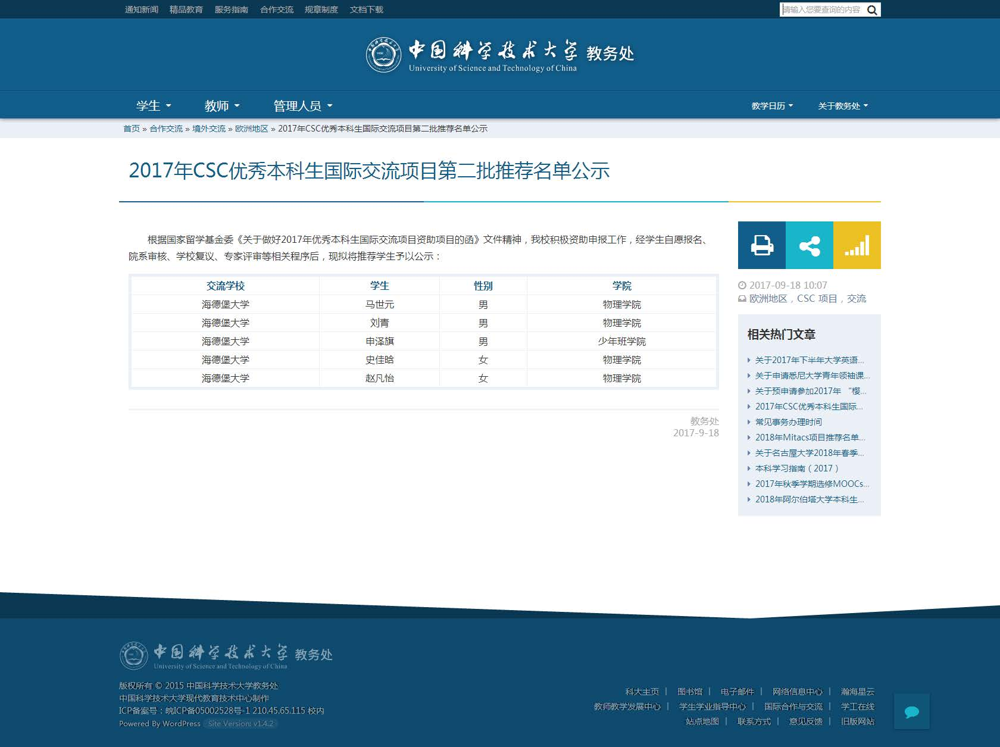 通知新闻 精品教育 服务指南 合作交流 规章制度 文档下载 请输入您要查询的内容
中国科学技术大学 教务处
University of Science and Technology of China
学生 教师 管理人员 教学日历 关于教务处
首页 » 合作交流 » 境外交流 » 欧洲地区 » 2017年CSC优秀本科生国际交流项目第二批推荐名单公示
2017年CSC优秀本科生国际交流项目第二批推荐名单公示
根据国家留学基金委《关于做好2017年优秀本科生国际交流项目资助项目的函》文件精神，我校积极资助申报工作，经学生自愿报名、
院系审核、学校复议、专家评审等相关程序后，现拟将推荐学生予以公示：
交流学校 学生 性别 学院
海德堡大学 马世元 男 物理学院
海德堡大学 刘青 男 物理学院
海德堡大学 申泽旗 男 少年班学院
海德堡大学 史佳晗 女 物理学院
海德堡大学 赵凡怡 女 物理学院
教务处
2017-9-18
2017-09-18 10:07
欧洲地区，CSC 项目，交流
相关热门文章
关于2017年下半年大学英语...
关于申请悉尼大学青年领袖课...
关于预申请参加2017年 “樱...
2017年CSC优秀本科生国际...
常见事务办理时间
2018年Mitacs项目推荐名单...
关于名古屋大学2018年春季...
本科学习指南（2017）
2017年秋季学期选修MOOCs...
2018年阿尔伯塔大学本科生...
中国科学技术大学 教务处
University of Science and Technology of China
版权所有 © 2015 中国科学技术大学教务处
中国科学技术大学现代教育技术中心制作
ICP备案号：皖ICP备05002528号-1 210.45.65.115 校内
Powered By WordPress Site Version: v1.4.2
科大主页 | 图书馆 | 电子邮件 | 网络信息中心 | 瀚海星云
教师教学发展中心 | 学生学业指导中心 | 国际合作与交流 | 学工在线
站点地图 | 联系方式 | 意见反馈 | 旧版网站